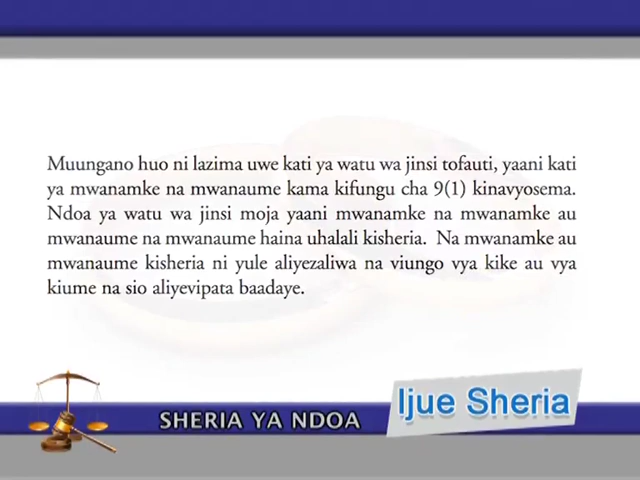 Muungano huo ni lazima uwe kati ya watu wa jinsi tofauti, yaani kati
ya mwanamke na mwanaume kama kifungu cha 9(1) kinavyosema.
Ndoa ya watu wa jinsi moja yaani mwanamke na mwanamke au
mwanaume na mwanaume haina uhalali kisheria. Na mwanamke au
mwanaume kisheria ni yule aliyezaliwa na viungo vya kike au vya
kiume na sio aliyevipata baadaye.
SHERIA YA NDOA
Ijue Sheria